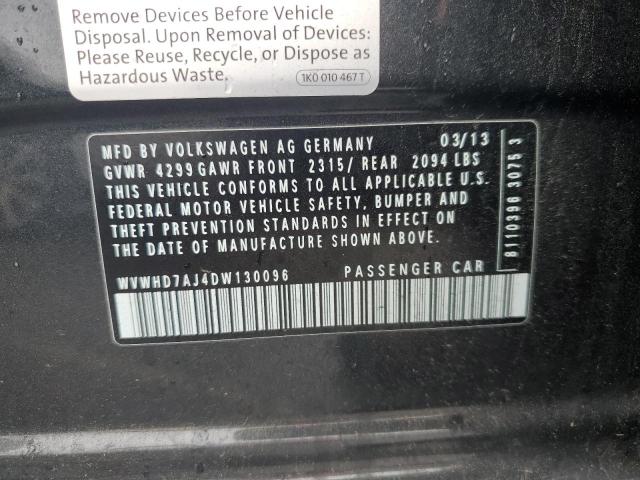 Remove Devices Before Vehicle
Disposal. Upon Removal of Devices:
Please Reuse, Recycle, or Dispose as
Hazardous Waste.
1K0 010 467 T
MFD BY VOLKSWAGEN AG GERMANY 03/13
GVWR 4299 GAWR FRONT 2315/ REAR 2094 LBS
THIS VEHICLE CONFORMS TO ALL APPLICABLE U.S.
FEDERAL MOTOR VEHICLE SAFETY, BUMPER AND
THEFT PREVENTION STANDARDS IN EFFECT ON
THE DATE OF MANUFACTURE SHOWN ABOVE.
WVWHD7AJ4DW130096 PASSENGER CAR
8110396 3075 3